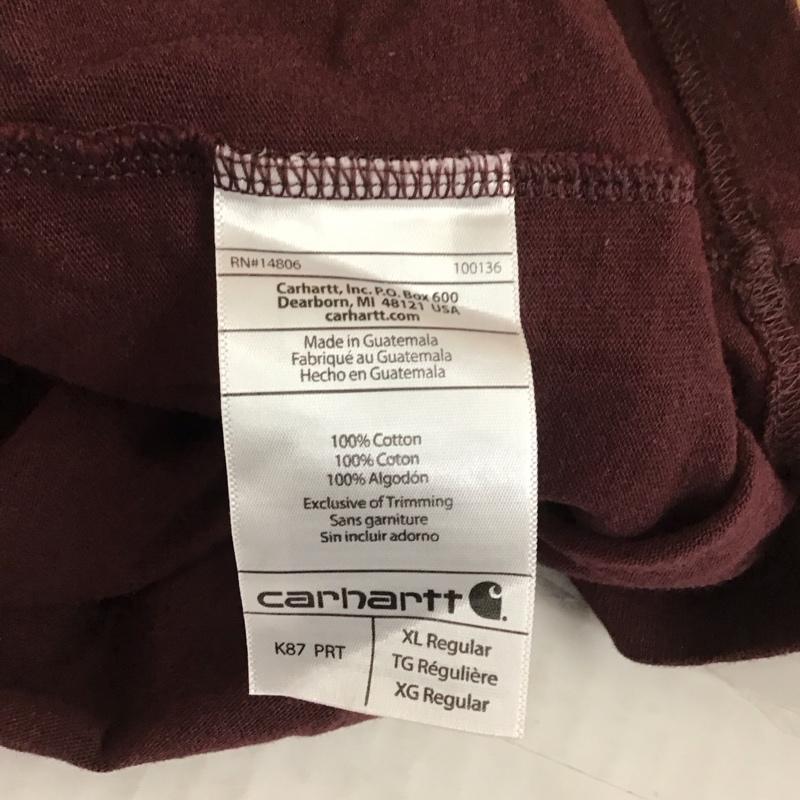 RN#14806 100136
Carhartt, Inc. P.O. Box 600
Dearborn, MI 48121 USA
carhartt.com
Made in Guatemala
Fabriqué au Guatemala
Hecho en Guatemala
100% Cotton
100% Coton
100% Algodón
Exclusive of Trimming
Sans garniture
Sin incluir adorno
carhartt
K87 PRT
XL Regular
TG Régulière
XG Regular